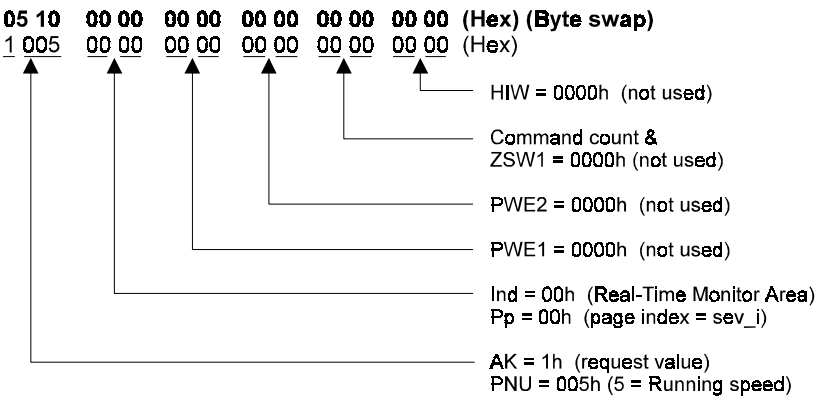 05 10 00 00 00 00 00 00 00 00 00 00 (Hex) (Byte swap)
1 005 00 00 00 00 00 00 00 00 00 00 (Hex)
HIW = 0000h (not used)
Command count &
ZSW1 = 0000h (not used)
PWE2 = 0000h (not used)
PWE1 = 0000h (not used)
Ind = 00h (Real-Time Monitor Area)
Pp = 00h (page index = sev_i)
AK = 1h (request value)
PNU = 005h (5 = Running speed)